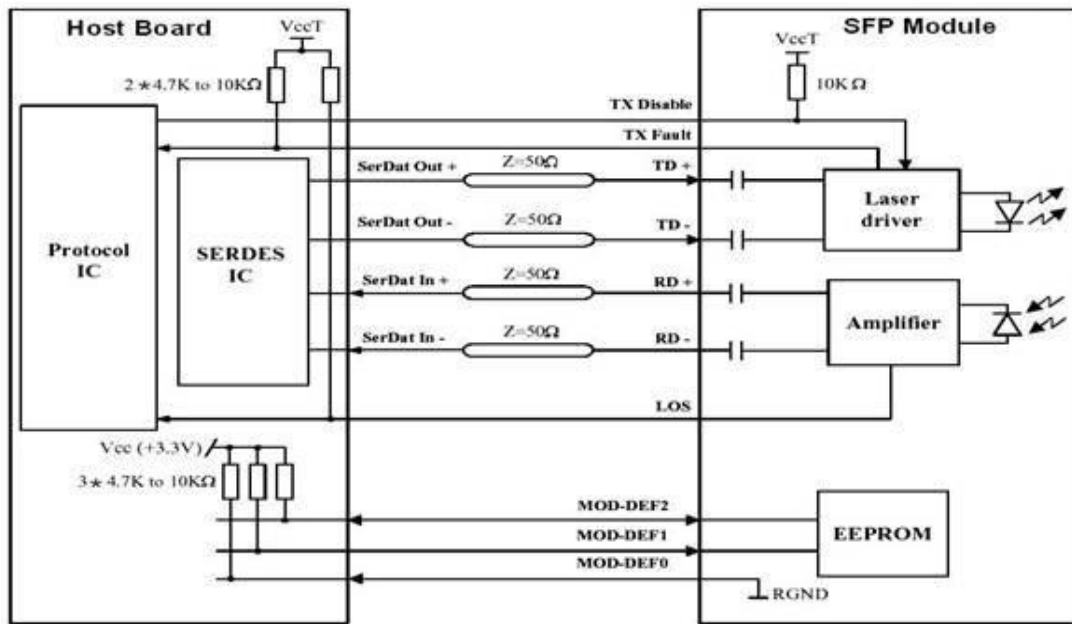 Host Board
SFP Module
VccT
VccT
2*4.7K to 10KΩ
10KΩ
TX Disable
TX Fault
SerDat Out +
Z=50Ω
TD +
SerDat Out -
Z=50Ω
TD -
Laser
driver
Protocol
IC
SERDES
IC
SerDat In +
Z=50Ω
RD +
Amplifier
SerDat In -
Z=50Ω
RD -
LOS
Vcc (+3.3V)
3*4.7K to 10KΩ
MOD-DEF2
MOD-DEF1
MOD-DEF0
EEPROM
RGND